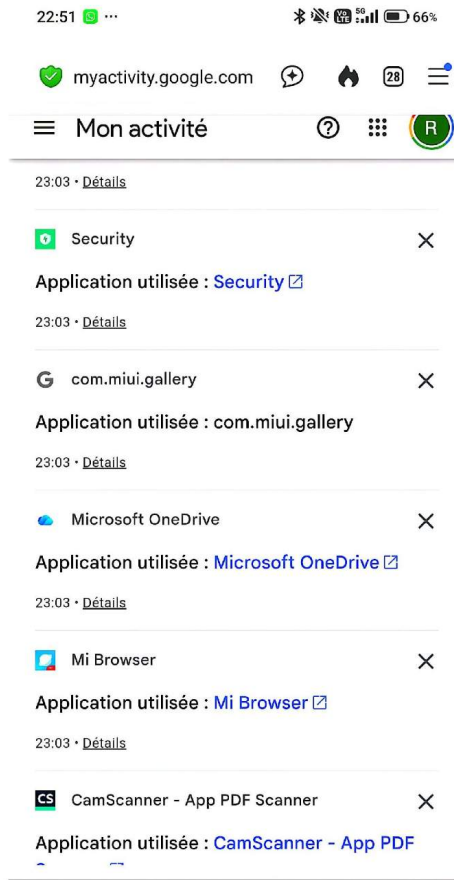 22:51 ... VoLTE 5G 66%
myactivity.google.com 28
Mon activité R
23:03 • Détails
Security
Application utilisée : Security
23:03 • Détails
G com.miui.gallery
Application utilisée : com.miui.gallery
23:03 • Détails
Microsoft OneDrive
Application utilisée : Microsoft OneDrive
23:03 • Détails
Mi Browser
Application utilisée : Mi Browser
23:03 • Détails
CS CamScanner - App PDF Scanner
Application utilisée : CamScanner - App PDF